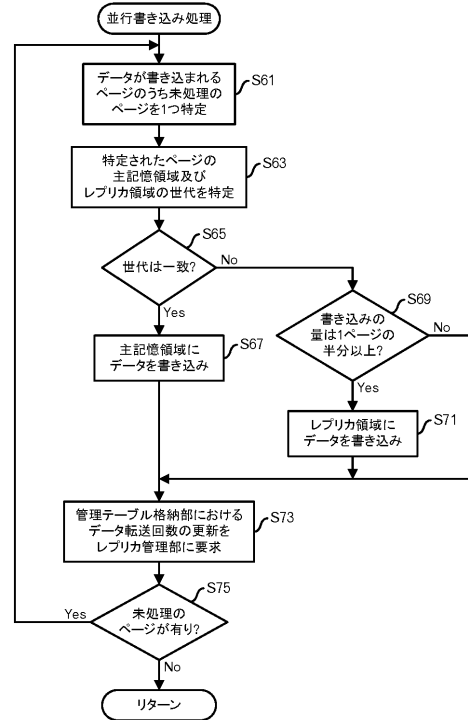 並行書き込み処理
データが書き込まれる
ページのうち未処理の
ページを1つ特定
S61
特定されたページの
主記憶領域及び
レプリカ領域の世代を特定
S63
世代は一致?
S65
No
Yes
主記憶領域に
データを書き込み
S67
書き込みの
量は1ページの
半分以上?
S69
No
Yes
レプリカ領域に
データを書き込み
S71
管理テーブル格納部における
データ転送回数の更新を
レプリカ管理部に要求
S73
未処理の
ページが有り?
S75
Yes
No
リターン